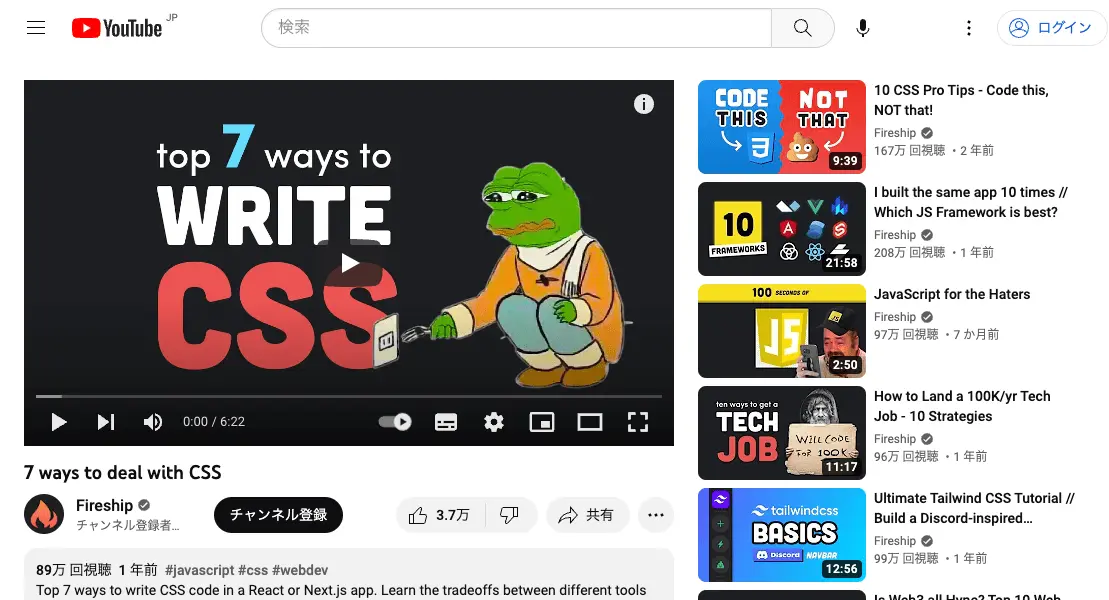 YouTube JP
検索
ログイン
top 7 ways to
WRITE
CSS
0:00 / 6:22
7 ways to deal with CSS
Fireship
チャンネル登録者…
チャンネル登録
3.7万
共有
89万 回視聴 1 年前 #javascript #css #webdev
Top 7 ways to write CSS code in a React or Next.js app. Learn the tradeoffs between different tools
CODE THIS
NOT THAT
9:39
10 CSS Pro Tips - Code this,
NOT that!
Fireship
167万 回視聴 ・2 年前
10
FRAMEWORKS
21:58
I built the same app 10 times //
Which JS Framework is best?
Fireship
208万 回視聴 ・1 年前
100 SECONDS OF
JS
JS
2:50
JavaScript for the Haters
Fireship
97万 回視聴 ・7 か月前
ten ways to get a
TECH
JOB
WILL CODE
FOR 100K
11:17
How to Land a 100K/yr Tech
Job - 10 Strategies
Fireship
96万 回視聴 ・1 年前
tailwindcss
BASICS
Discord NAVBAR
12:56
Ultimate Tailwind CSS Tutorial //
Build a Discord-inspired…
Fireship
99万 回視聴 ・1 年前
Is Web3 all Hype? Top 10 Web